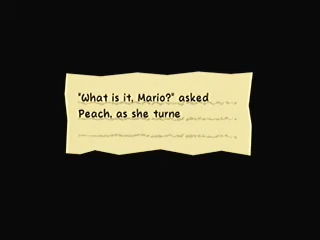 "What is it, Mario?" asked
Peach, as she turne